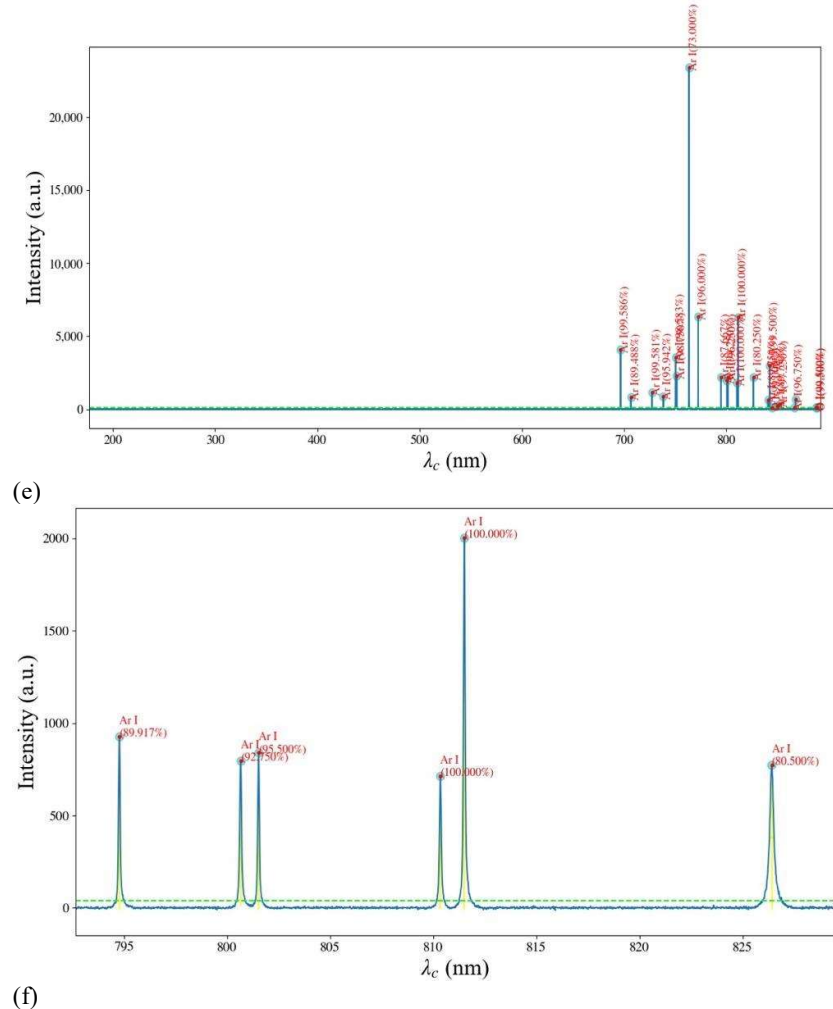 Ar I(73.000%)
20,000
15,000
10,000
5,000
0
Intensity (a.u.)
Ar I(99.586%)
Ar I(89.488%)
Ar I(99.581%)
Ar I(95.942%)
Ar I(96.000%)
Ar I(100.000%)
Ar I(100.000%)
Ar I(80.250%)
Ar I(96.750%)
200 300 400 500 600 700 800
λc (nm)
(e)
2000
1500
1000
500
0
Intensity (a.u.)
Ar I
(100.000%)
Ar I
(89.917%)
Ar I
(92.750%)
Ar I
(95.500%)
Ar I
(100.000%)
Ar I
(80.500%)
795 800 805 810 815 820 825
λc (nm)
(f)